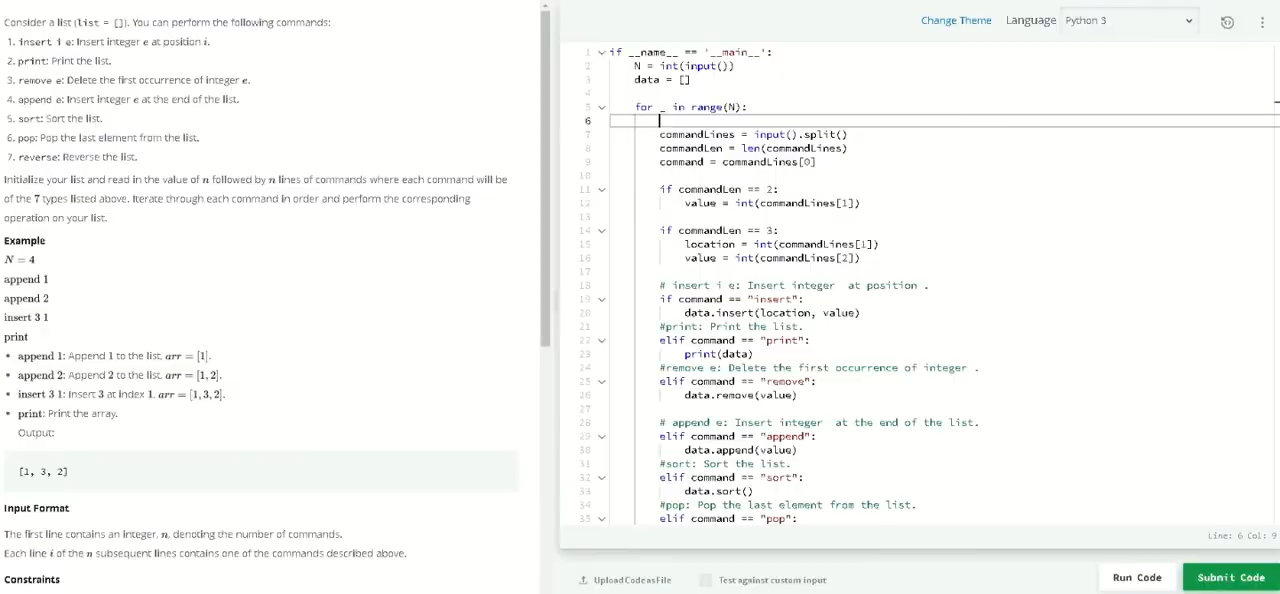 Consider a list (list = []). You can perform the following commands:
1. insert i e: Insert integer e at position i.
2. print: Print the list.
3. remove e: Delete the first occurrence of integer e.
4. append e: Insert integer e at the end of the list.
5. sort: Sort the list.
6. pop: Pop the last element from the list.
7. reverse: Reverse the list.
Initialize your list and read in the value of n followed by n lines of commands where each command will be
of the 7 types listed above. Iterate through each command in order and perform the corresponding
operation on your list.
Example
N = 4
append 1
append 2
insert 3 1
print
• append 1: Append 1 to the list, arr = [1].
• append 2: Append 2 to the list, arr = [1, 2].
• insert 3 1: Insert 3 at index 1, arr = [1, 3, 2].
• print: Print the array.
Output:
[1, 3, 2]
Input Format
The first line contains an integer, n, denoting the number of commands.
Each line i of the n subsequent lines contains one of the commands described above.
Constraints
Change Theme Language Python 3
1 if __name__ == '__main__':
2 N = int(input())
3 data = []
4
5 for _ in range(N):
6
7 commandLines = input().split()
8 commandLen = len(commandLines)
9 command = commandLines[0]
10
11 if commandLen == 2:
12 value = int(commandLines[1])
13
14 if commandLen == 3:
15 location = int(commandLines[1])
16 value = int(commandLines[2])
17
18 # insert i e: Insert integer  at position .
19 if command == "insert":
20 data.insert(location, value)
21 #print: Print the list.
22 elif command == "print":
23 print(data)
24 #remove e: Delete the first occurrence of integer .
25 elif command == "remove":
26 data.remove(value)
27
28 # append e: Insert integer  at the end of the list.
29 elif command == "append":
30 data.append(value)
31 #sort: Sort the list.
32 elif command == "sort":
33 data.sort()
34 #pop: Pop the last element from the list.
35 elif command == "pop":
Line: 6 Col: 9
Upload Code as File Test against custom input Run Code Submit Code